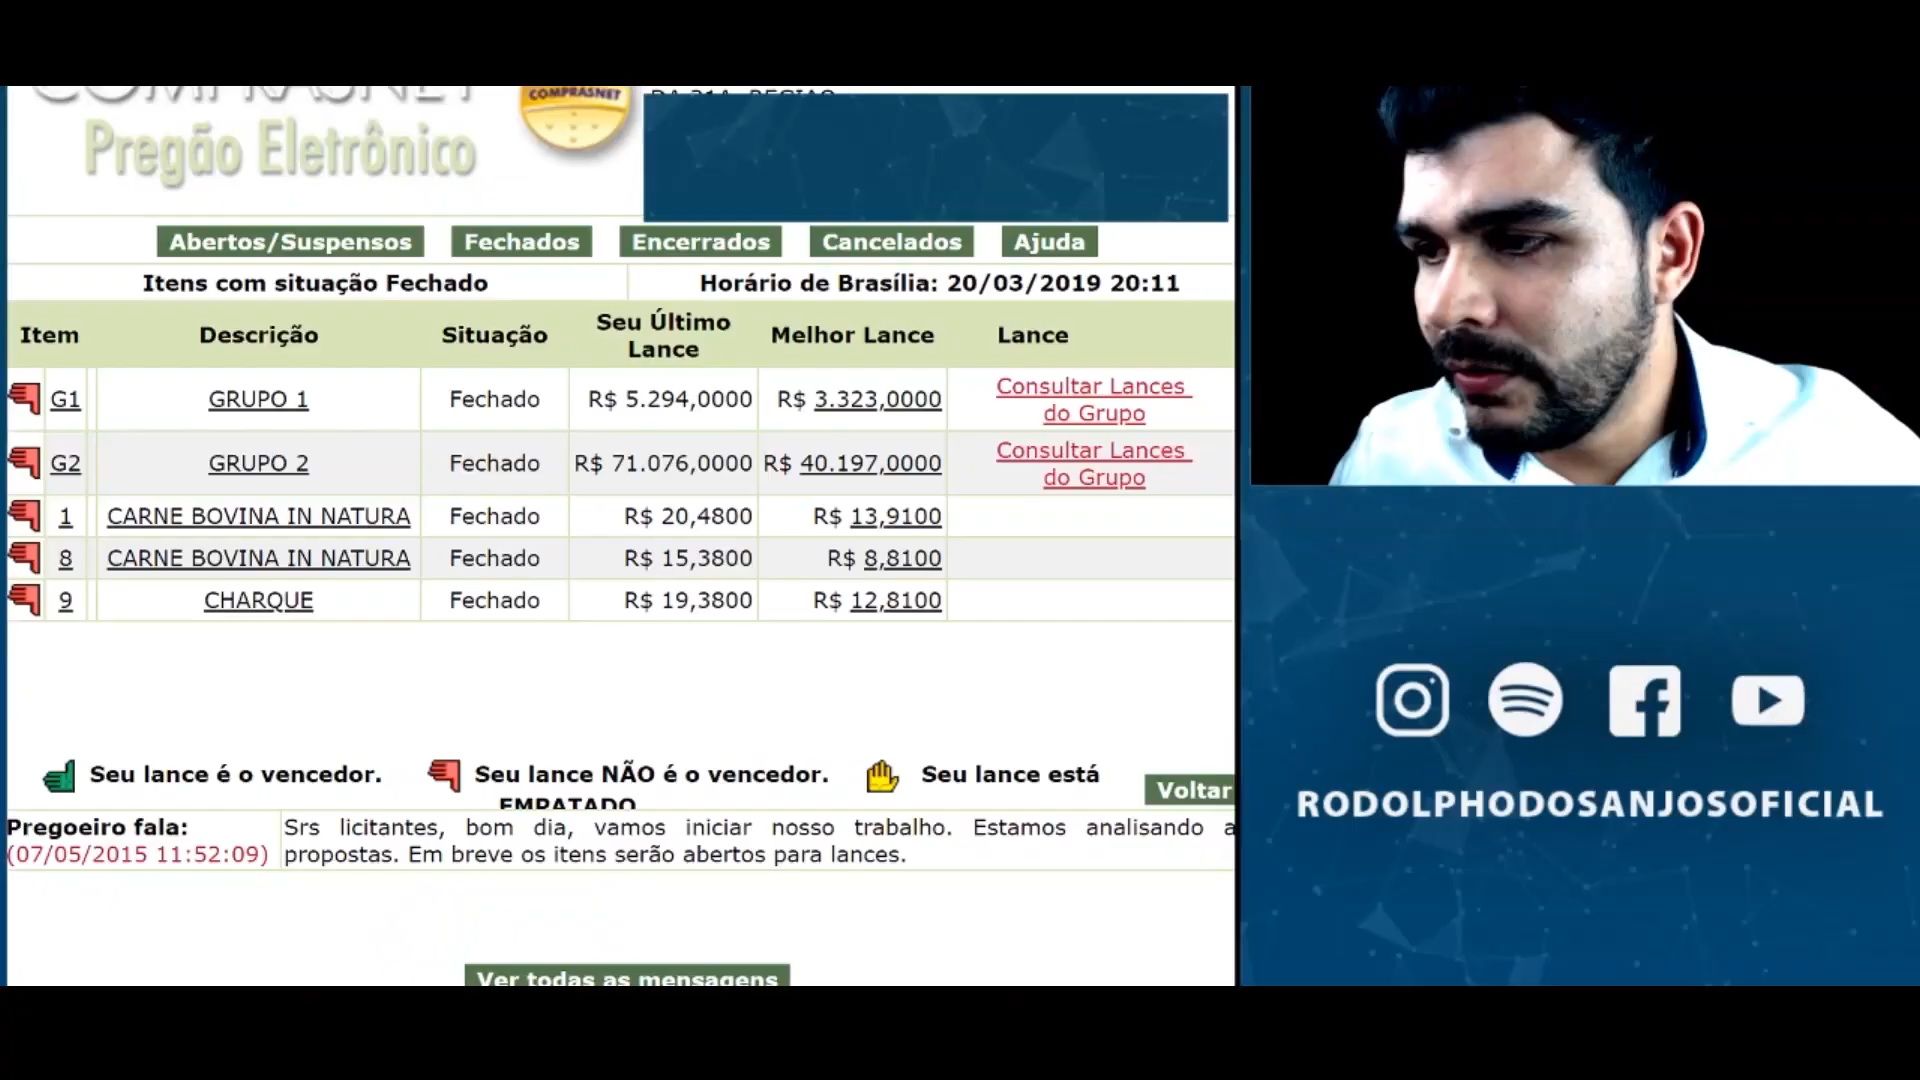 COMPRASNET
COMPRASNET
DA 21A. REGIAO
Pregão Eletrônico
Abertos/Suspensos Fechados Encerrados Cancelados Ajuda
Itens com situação Fechado Horário de Brasília: 20/03/2019 20:11
Item Descrição Situação Seu Último Lance Melhor Lance Lance
G1 GRUPO 1 Fechado R$ 5.294,0000 R$ 3.323,0000 Consultar Lances do Grupo
G2 GRUPO 2 Fechado R$ 71.076,0000 R$ 40.197,0000 Consultar Lances do Grupo
1 CARNE BOVINA IN NATURA Fechado R$ 20,4800 R$ 13,9100
8 CARNE BOVINA IN NATURA Fechado R$ 15,3800 R$ 8,8100
9 CHARQUE Fechado R$ 19,3800 R$ 12,8100
Seu lance é o vencedor. Seu lance NÃO é o vencedor. Seu lance está
EMPATADO
Voltar
Pregoeiro fala: Srs licitantes, bom dia, vamos iniciar nosso trabalho. Estamos analisando a
(07/05/2015 11:52:09) propostas. Em breve os itens serão abertos para lances.
Ver todas as mensagens
RODOLPHODOSANJOSOFICIAL